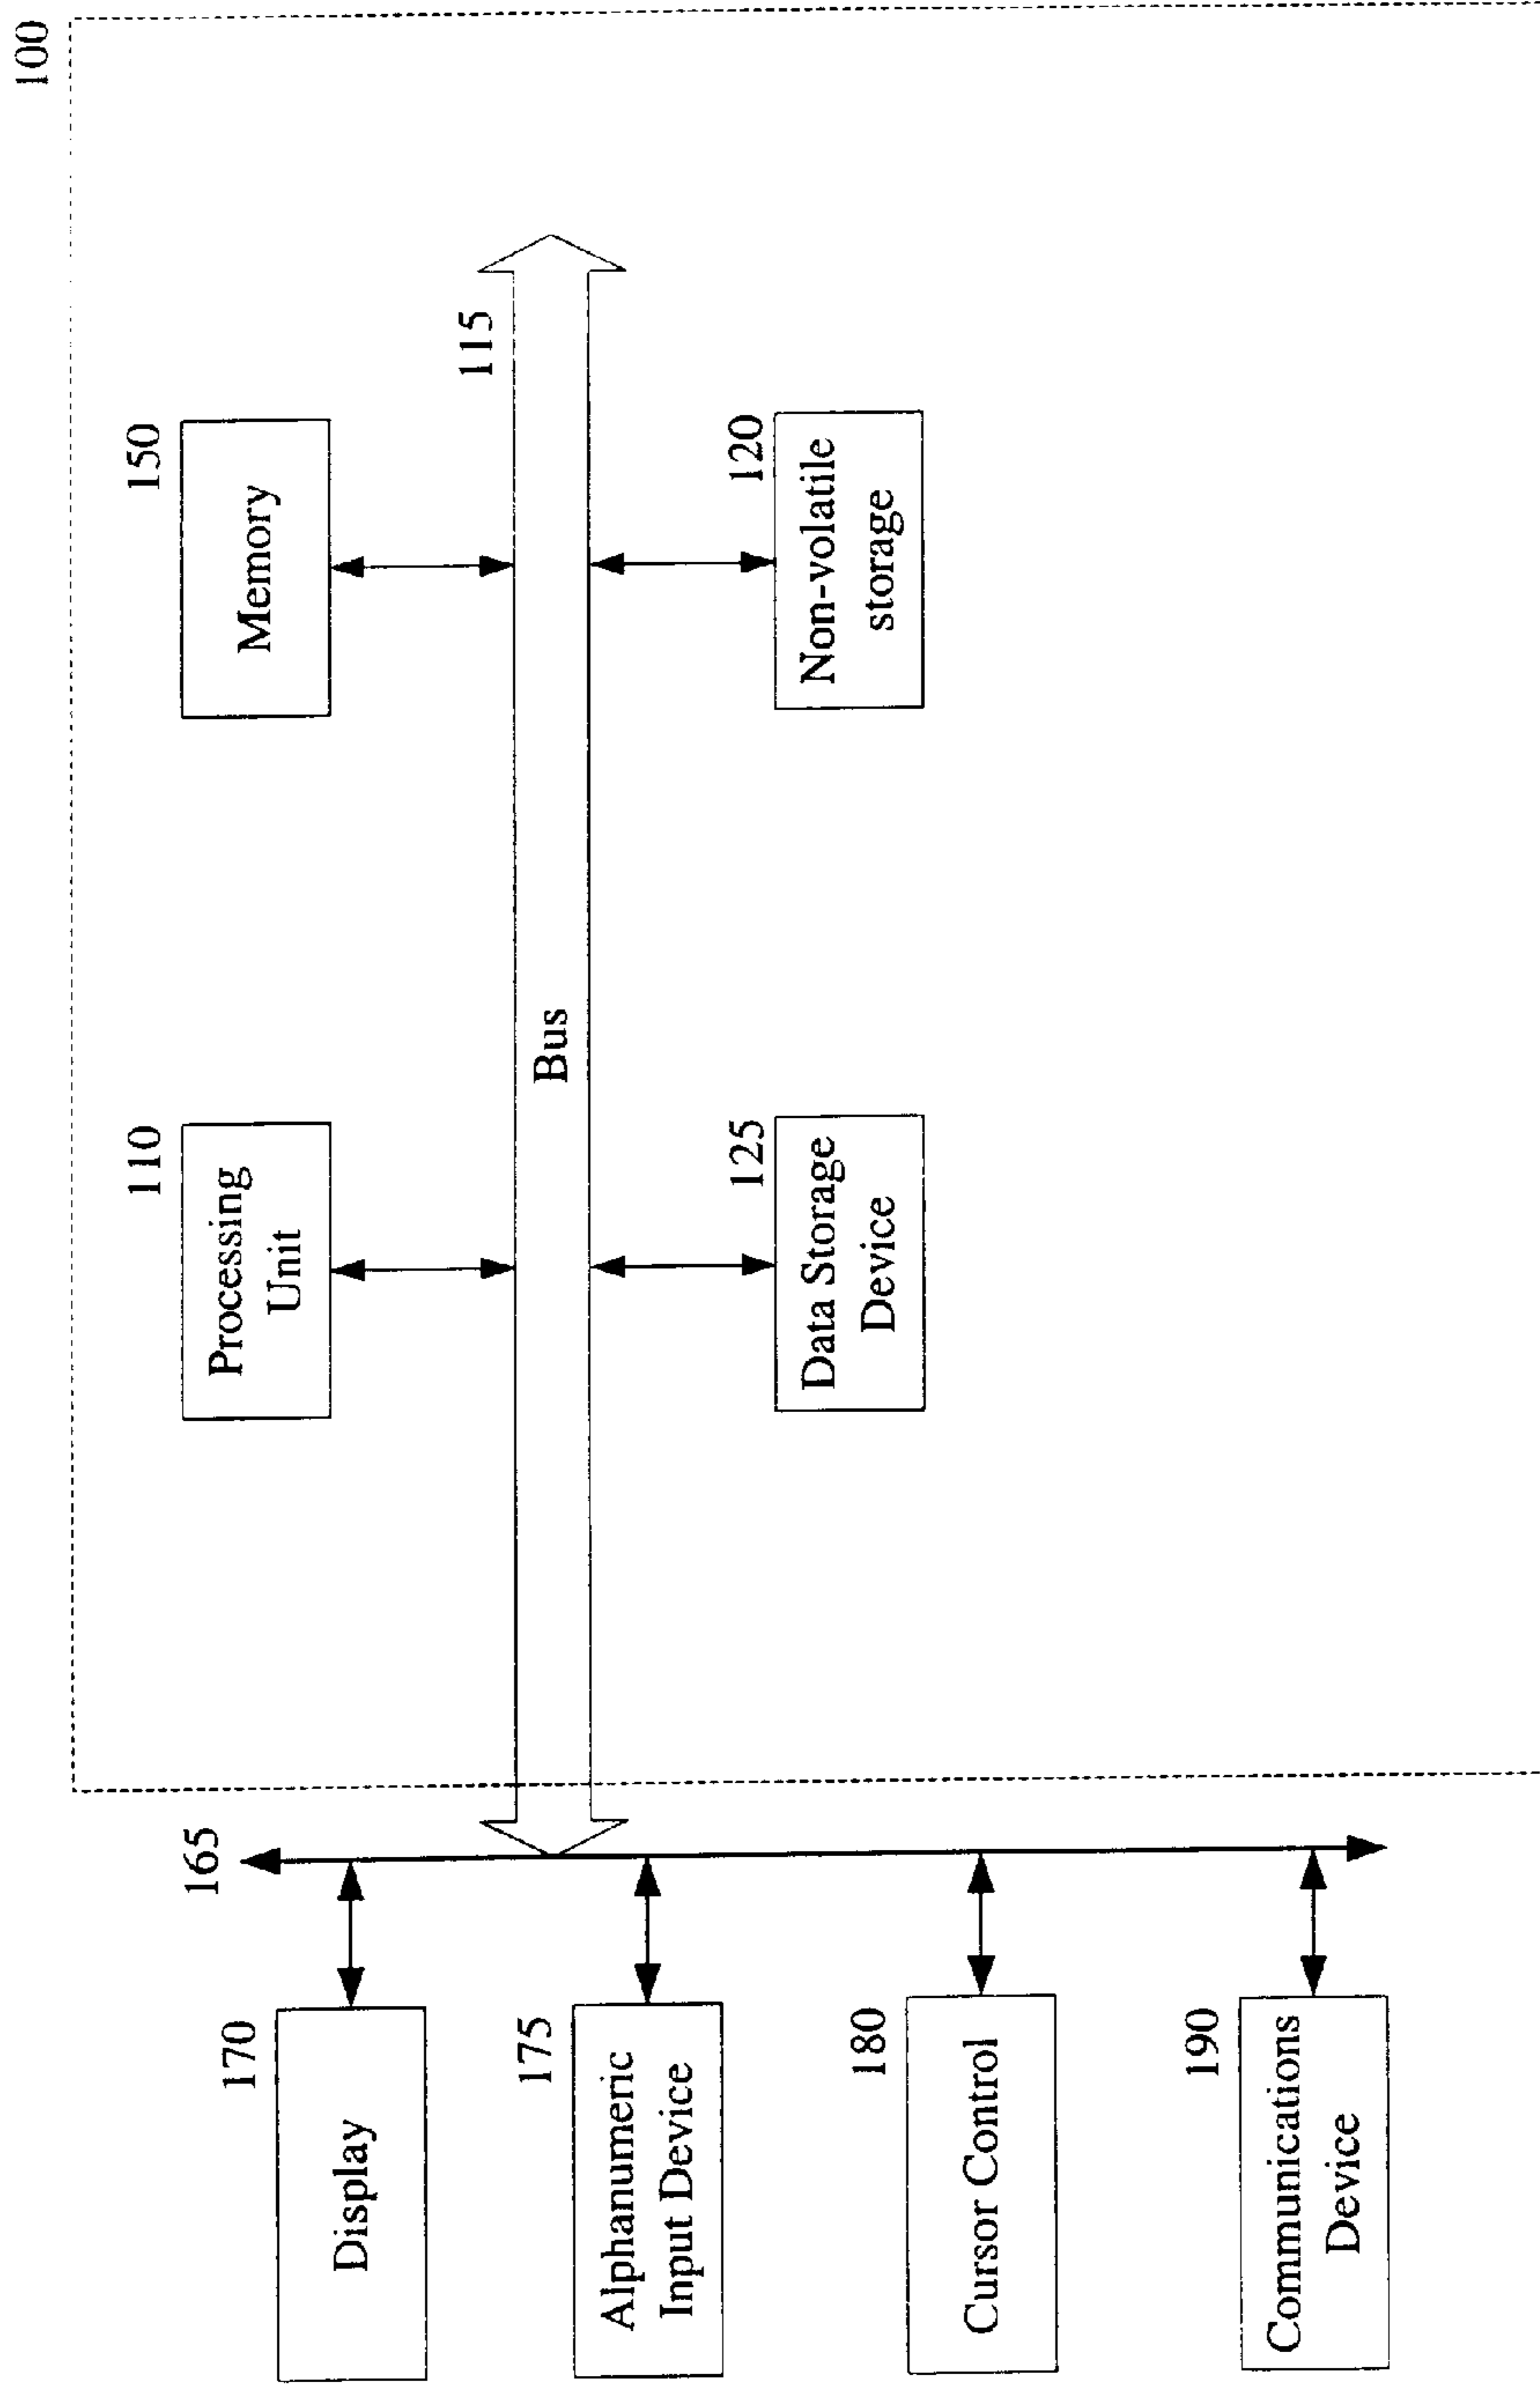 100
110
Processing
Unit
150
Memory
115
Bus
125
Data Storage
Device
120
Non-volatile
storage
165
170
Display
175
Alphanumeric
Input Device
180
Cursor Control
190
Communications
Device